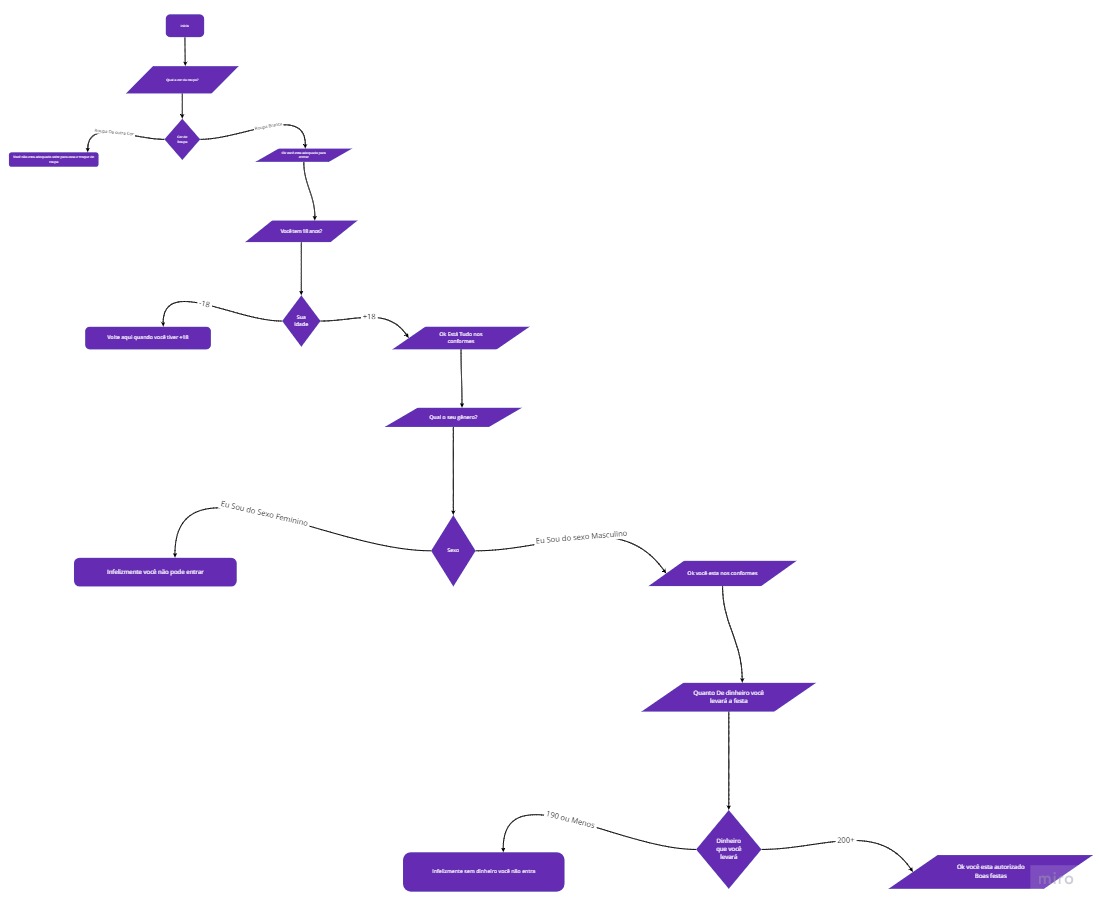 Início
Qual a cor da roupa?
Cor da
Roupa
Roupa Branca
Ok você esta adequado para
entrar
Você tem 18 anos?
Sua
Idade
-18
+18
Volte aqui quando você tiver +18
Ok Está Tudo nos
conformes
Qual o seu gênero?
Sexo
Eu Sou do Sexo Feminino
Eu Sou do sexo Masculino
Infelizmente você não pode entrar
Ok você este nos conformes
Quanto De dinheiro você
levará a festa
Dinheiro
que você
levará
190 ou Menos
200+
Infelizmente sem dinheiro você não entra
Ok você esta autorizado
Boas festas
miro